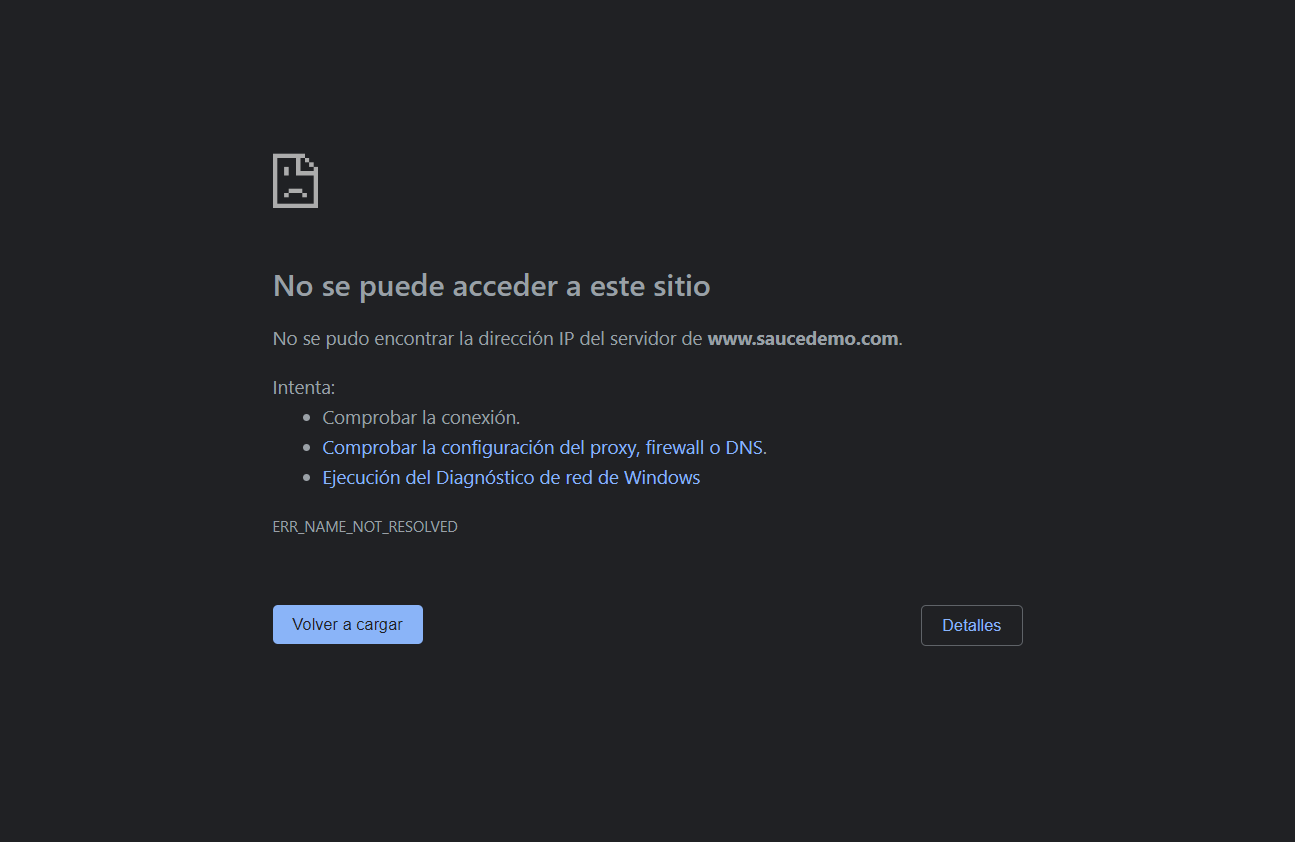 No se puede acceder a este sitio
No se pudo encontrar la dirección IP del servidor de www.saucedemo.com.
Intenta:
• Comprobar la conexión.
• Comprobar la configuración del proxy, firewall o DNS.
• Ejecución del Diagnóstico de red de Windows
ERR_NAME_NOT_RESOLVED
Volver a cargar
Detalles